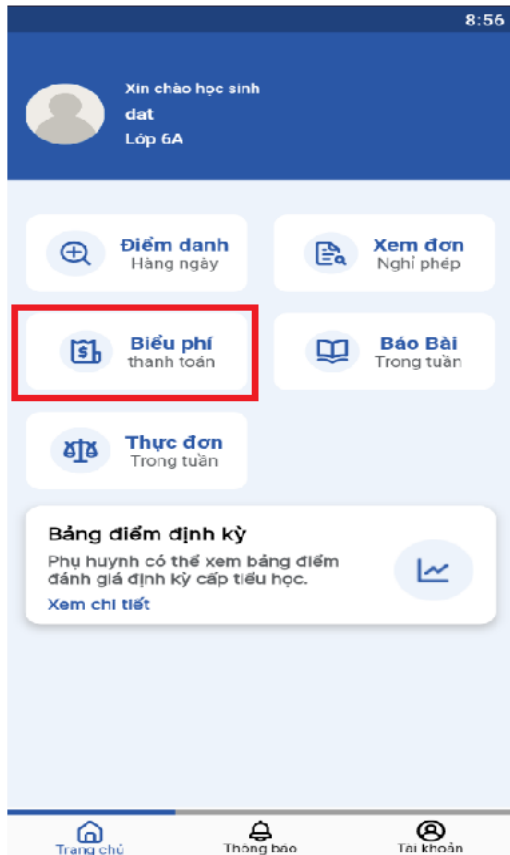 8:56
Xin chào học sinh
dat
Lớp 6A
Điểm danh
Hàng ngày
Xem đơn
Nghỉ phép
Biểu phí
thanh toán
Báo Bài
Trong tuần
Thực đơn
Trong tuần
Bảng điểm định kỳ
Phụ huynh có thể xem bảng điểm
đánh giá định kỳ cấp tiểu học.
Xem chi tiết
Trang chủ
Thông báo
Tài khoản